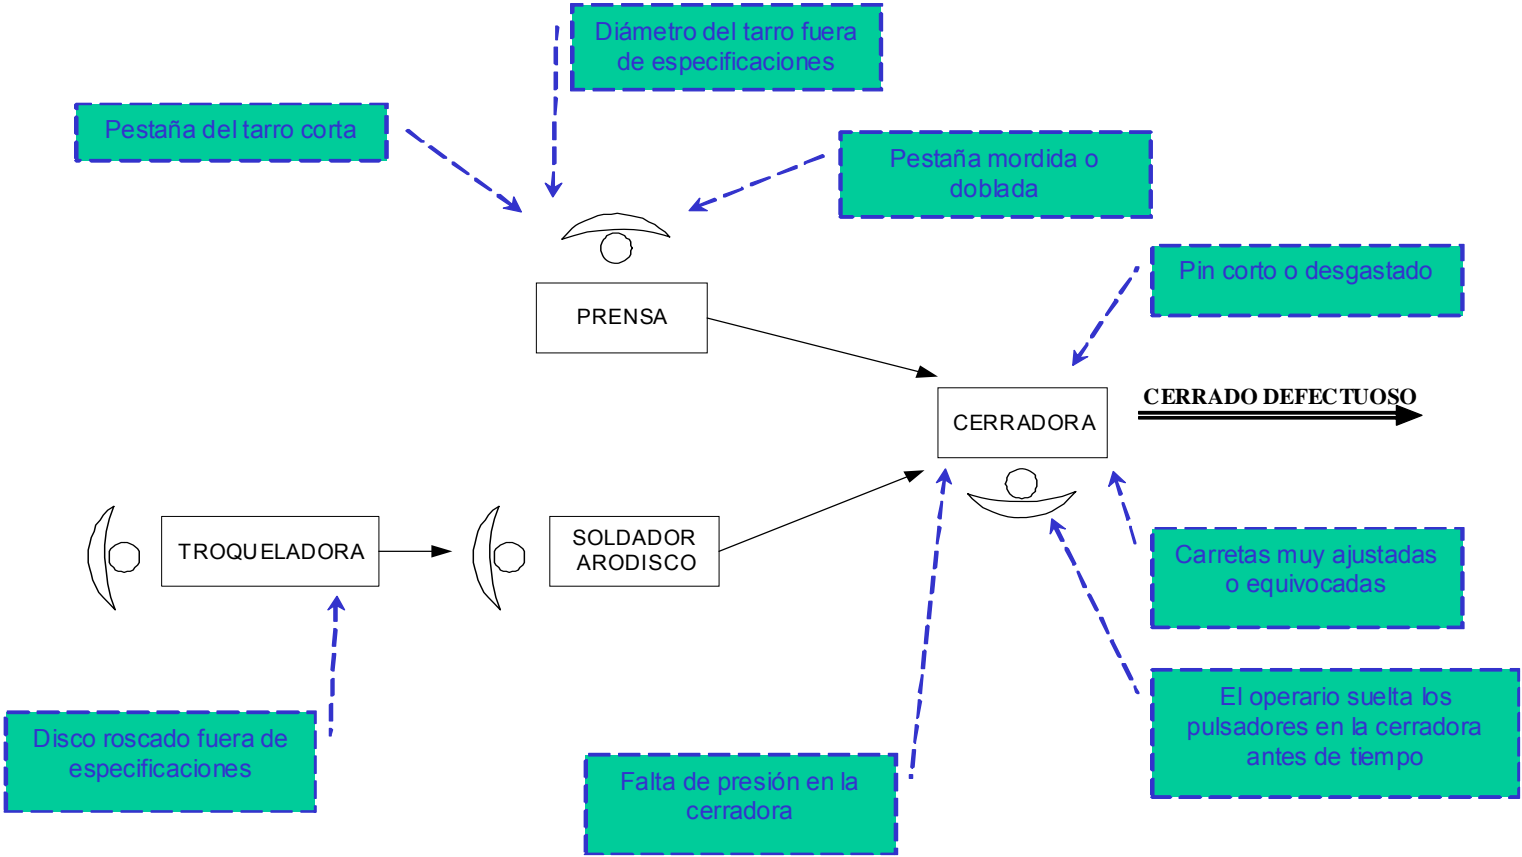 Diámetro del tarro fuera
de especificaciones
Pestaña del tarro corta
Pestaña mordida o
doblada
Pin corto o desgastado
PRENSA
CERRADO DEFECTUOSO
CERRADORA
TROQUELADORA
SOLDADOR
ARODISCO
Carretas muy ajustadas
o equivocadas
El operario suelta los
pulsadores en la cerradora
antes de tiempo
Disco roscado fuera de
especificaciones
Falta de presión en la
cerradora